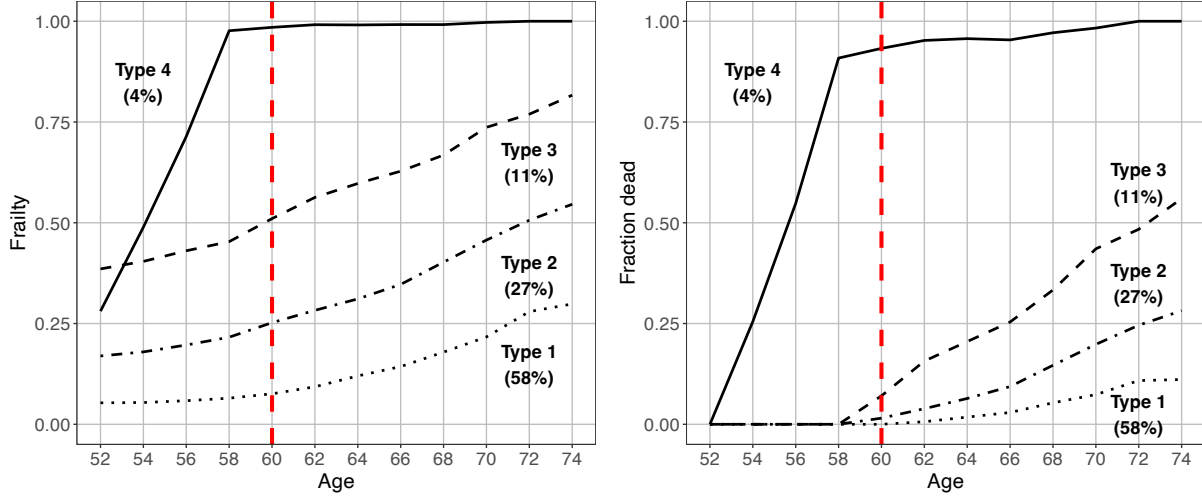 1.00
0.75
0.50
0.25
0.00
Frailty
Type 4
(4%)
Type 3
(11%)
Type 2
(27%)
Type 1
(58%)
52 54 56 58 60 62 64 66 68 70 72 74
Age
1.00
0.75
0.50
0.25
0.00
Fraction dead
Type 4
(4%)
Type 3
(11%)
Type 2
(27%)
Type 1
(58%)
52 54 56 58 60 62 64 66 68 70 72 74
Age